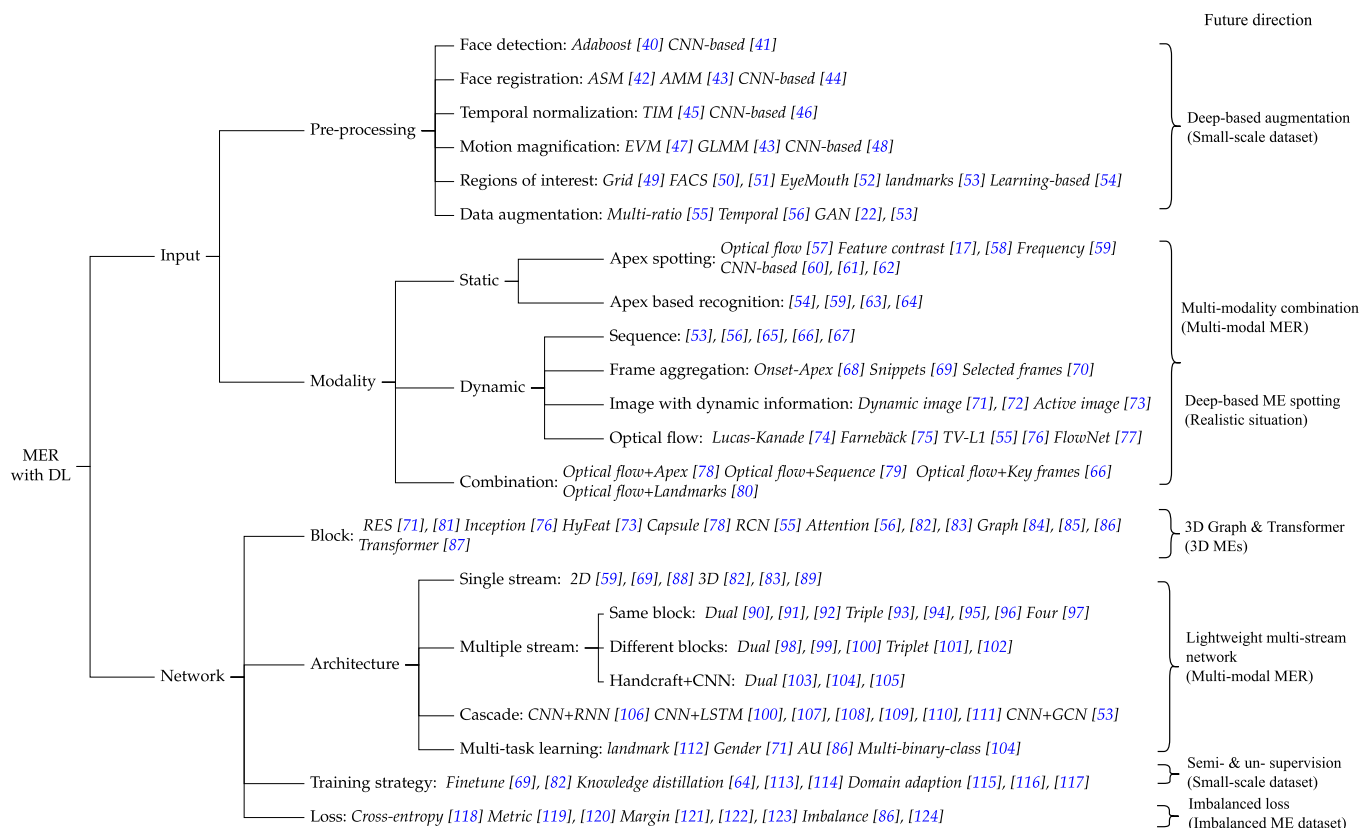 Future direction
Face detection: Adaboost [40] CNN-based [41]
Face registration: ASM [42] AMM [43] CNN-based [44]
Temporal normalization: TIM [45] CNN-based [46]
Deep-based augmentation
(Small-scale dataset)
Pre-processing
Motion magnification: EVM [47] GLMM [43] CNN-based [48]
Regions of interest: Grid [49] FACS [50], [51] EyeMouth [52] landmarks [53] Learning-based [54]
Data augmentation: Multi-ratio [55] Temporal [56] GAN [22], [53]
Input
Apex spotting: Optical flow [57] Feature contrast [17], [58] Frequency [59]
CNN-based [60], [61], [62]
Static
Apex based recognition: [54], [59], [63], [64]
Multi-modality combination
(Multi-modal MER)
Sequence: [53], [56], [65], [66], [67]
Frame aggregation: Onset-Apex [68] Snippets [69] Selected frames [70]
Modality
Dynamic
Image with dynamic information: Dynamic image [71], [72] Active image [73]
Deep-based ME spotting
(Realistic situation)
Optical flow: Lucas-Kanade [74] Farnebäck [75] TV-L1 [55] [76] FlowNet [77]
MER
with DL
Combination: Optical flow+Apex [78] Optical flow+Sequence [79] Optical flow+Key frames [66]
Optical flow+Landmarks [80]
Block: RES [71], [81] Inception [76] HyFeat [73] Capsule [78] RCN [55] Attention [56], [82], [83] Graph [84], [85], [86]
Transformer [87]
3D Graph & Transformer
(3D MEs)
Single stream: 2D [59], [69], [88] 3D [82], [83], [89]
Same block: Dual [90], [91], [92] Triple [93], [94], [95], [96] Four [97]
Multiple stream:
Different blocks: Dual [98], [99], [100] Triplet [101], [102]
Lightweight multi-stream
network
(Multi-modal MER)
Architecture
Network
Handcraft+CNN: Dual [103], [104], [105]
Cascade: CNN+RNN [106] CNN+LSTM [100], [107], [108], [109], [110], [111] CNN+GCN [53]
Multi-task learning: landmark [112] Gender [71] AU [86] Multi-binary-class [104]
Training strategy: Finetune [69], [82] Knowledge distillation [64], [113], [114] Domain adaption [115], [116], [117]
Semi- & un- supervision
(Small-scale dataset)
Loss: Cross-entropy [118] Metric [119], [120] Margin [121], [122], [123] Imbalance [86], [124]
Imbalanced loss
(Imbalanced ME dataset)